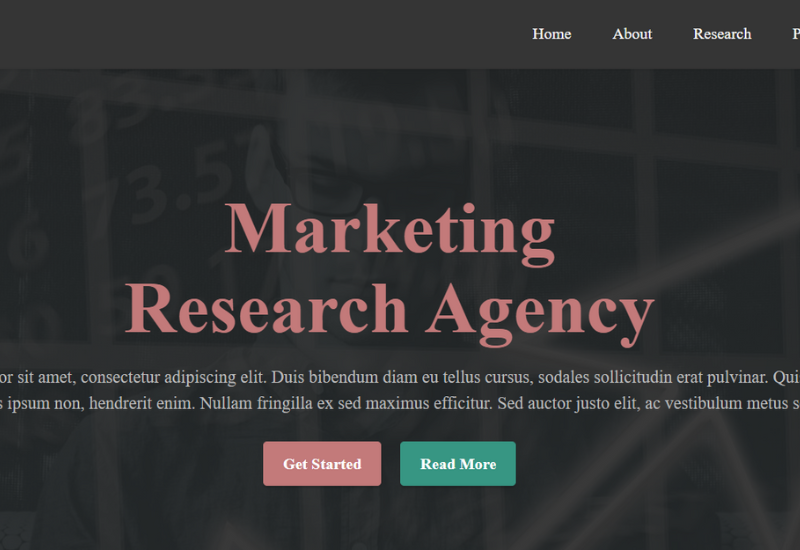 Home About Research P
73.57
Marketing
Research Agency
or sit amet, consectetur adipiscing elit. Duis bibendum diam eu tellus cursus, sodales sollicitudin erat pulvinar. Qui
ipsum non, hendrerit enim. Nullam fringilla ex sed maximus efficitur. Sed auctor justo elit, ac vestibulum metus s
Get Started Read More